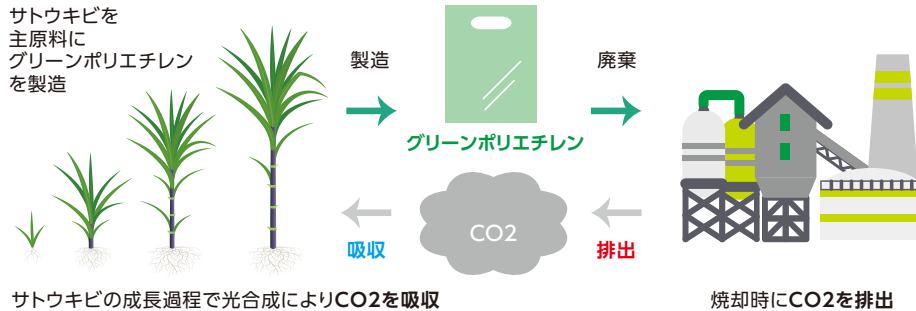 サトウキビを
主原料に
グリーンポリエチレン
を製造
製造
廃棄
グリーンポリエチレン
CO2
吸収
排出
サトウキビの成長過程で光合成によりCO2を吸収
焼却時にCO2を排出